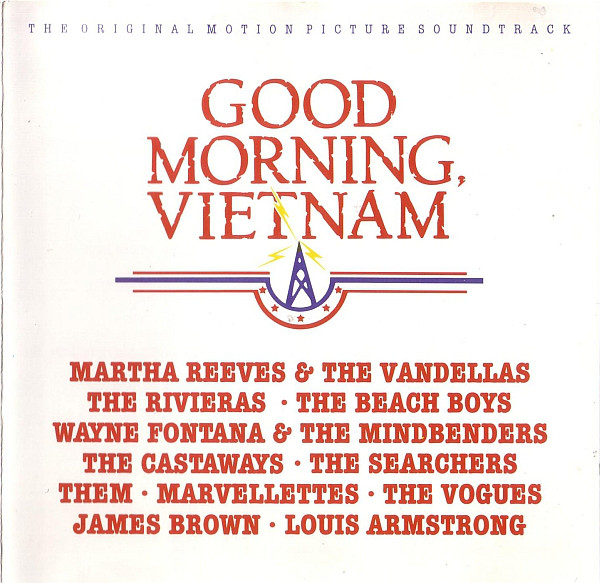 THE ORIGINAL MOTION PICTURE SOUNDTRACK
GOOD
MORNING,
VIETNAM
MARTHA REEVES & THE VANDELLAS
THE RIVIERAS · THE BEACH BOYS
WAYNE FONTANA & THE MINDBENDERS
THE CASTAWAYS · THE SEARCHERS
THEM · MARVELLETTES · THE VOGUES
JAMES BROWN · LOUIS ARMSTRONG